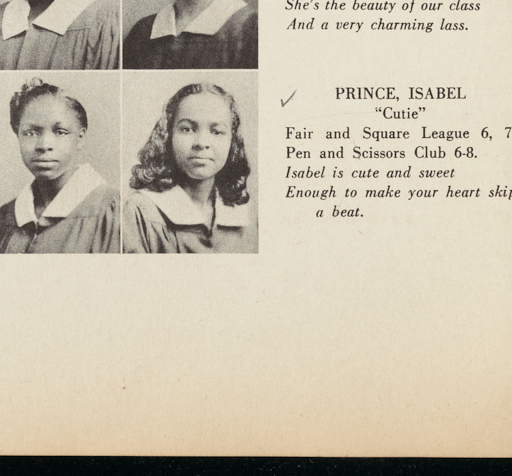 She's the beauty of our class
And a very charming lass.
PRINCE, ISABEL
"Cutie"
Fair and Square League 6, 7
Pen and Scissors Club 6-8.
Isabel is cute and sweet
Enough to make your heart skip
a beat.